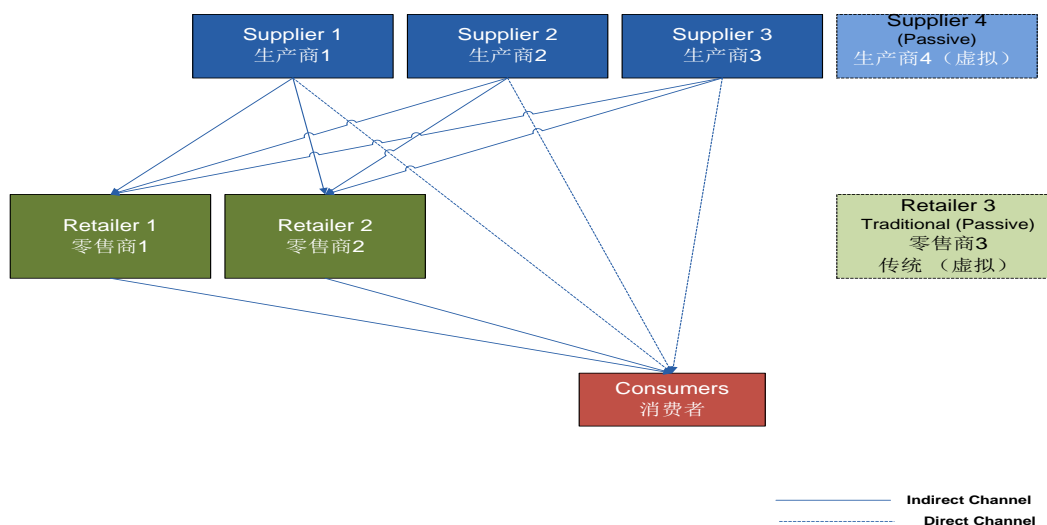 Supplier 1
生产商1
Supplier 2
生产商2
Supplier 3
生产商3
Supplier 4
(Passive)
生产商4（虚拟）
Retailer 1
零售商1
Retailer 2
零售商2
Retailer 3
Traditional (Passive)
零售商3
传统 （虚拟）
Consumers
消费者
Indirect Channel
Direct Channel